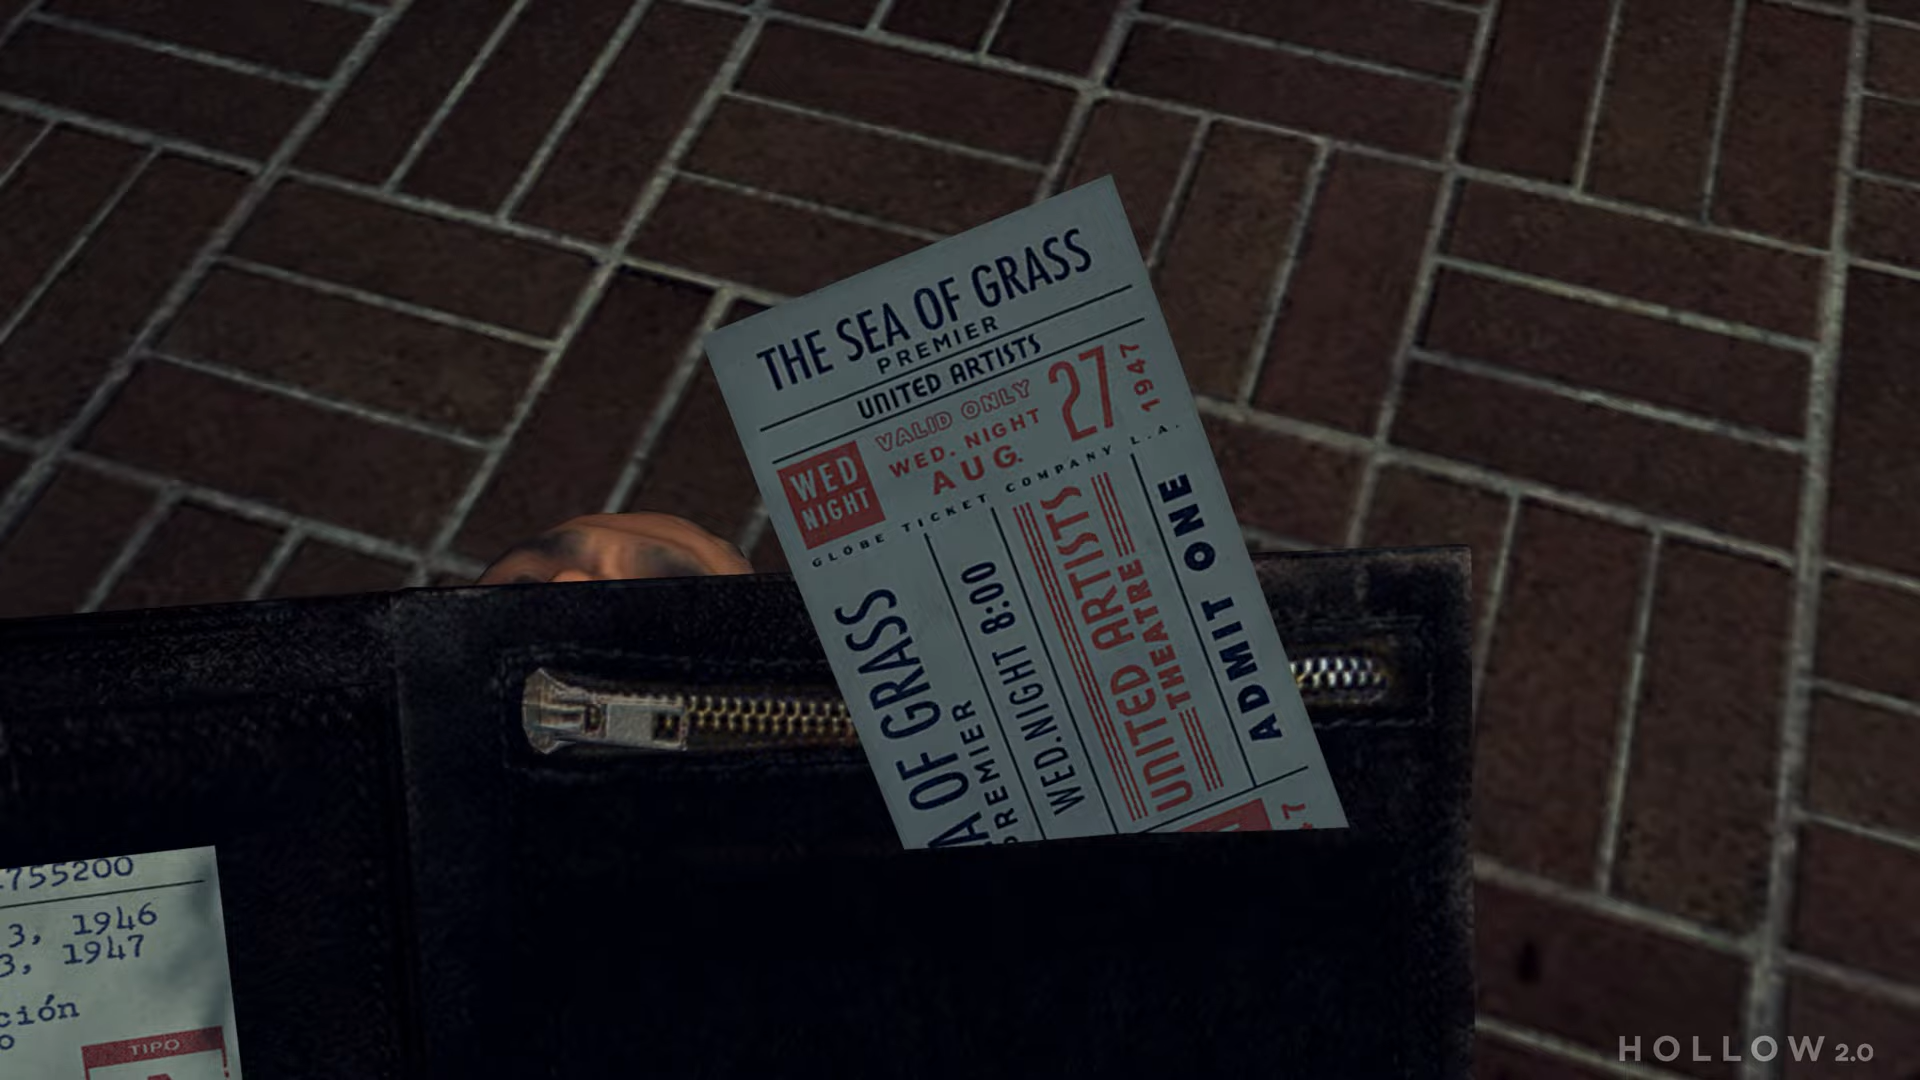 THE SEA OF GRASS
PREMIER
UNITED ARTISTS
WED
NIGHT
VALID ONLY
WED. NIGHT
AUG.
27
1947
GLOBE TICKET COMPANY L.A.
A OF GRASS
PREMIER
WED.NIGHT 8:00
UNITED ARTISTS
THEATRE
ADMIT ONE
47
755200
3, 1946
3, 1947
ción
o
TIPO
HOLLOW 2.0